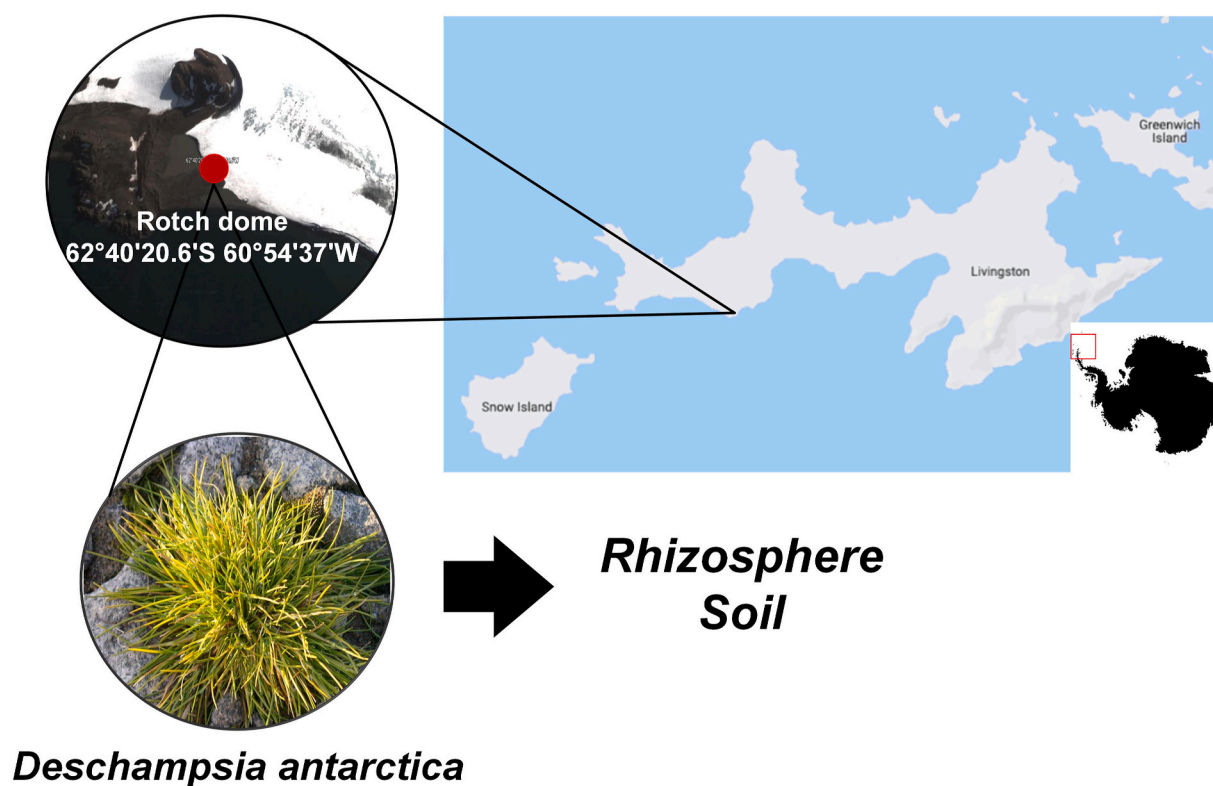 Greenwich
Island
Rotch dome
62°40'20.6'S 60°54'37'W
Livingston
Snow Island
Rhizosphere
Soil
Deschampsia antarctica